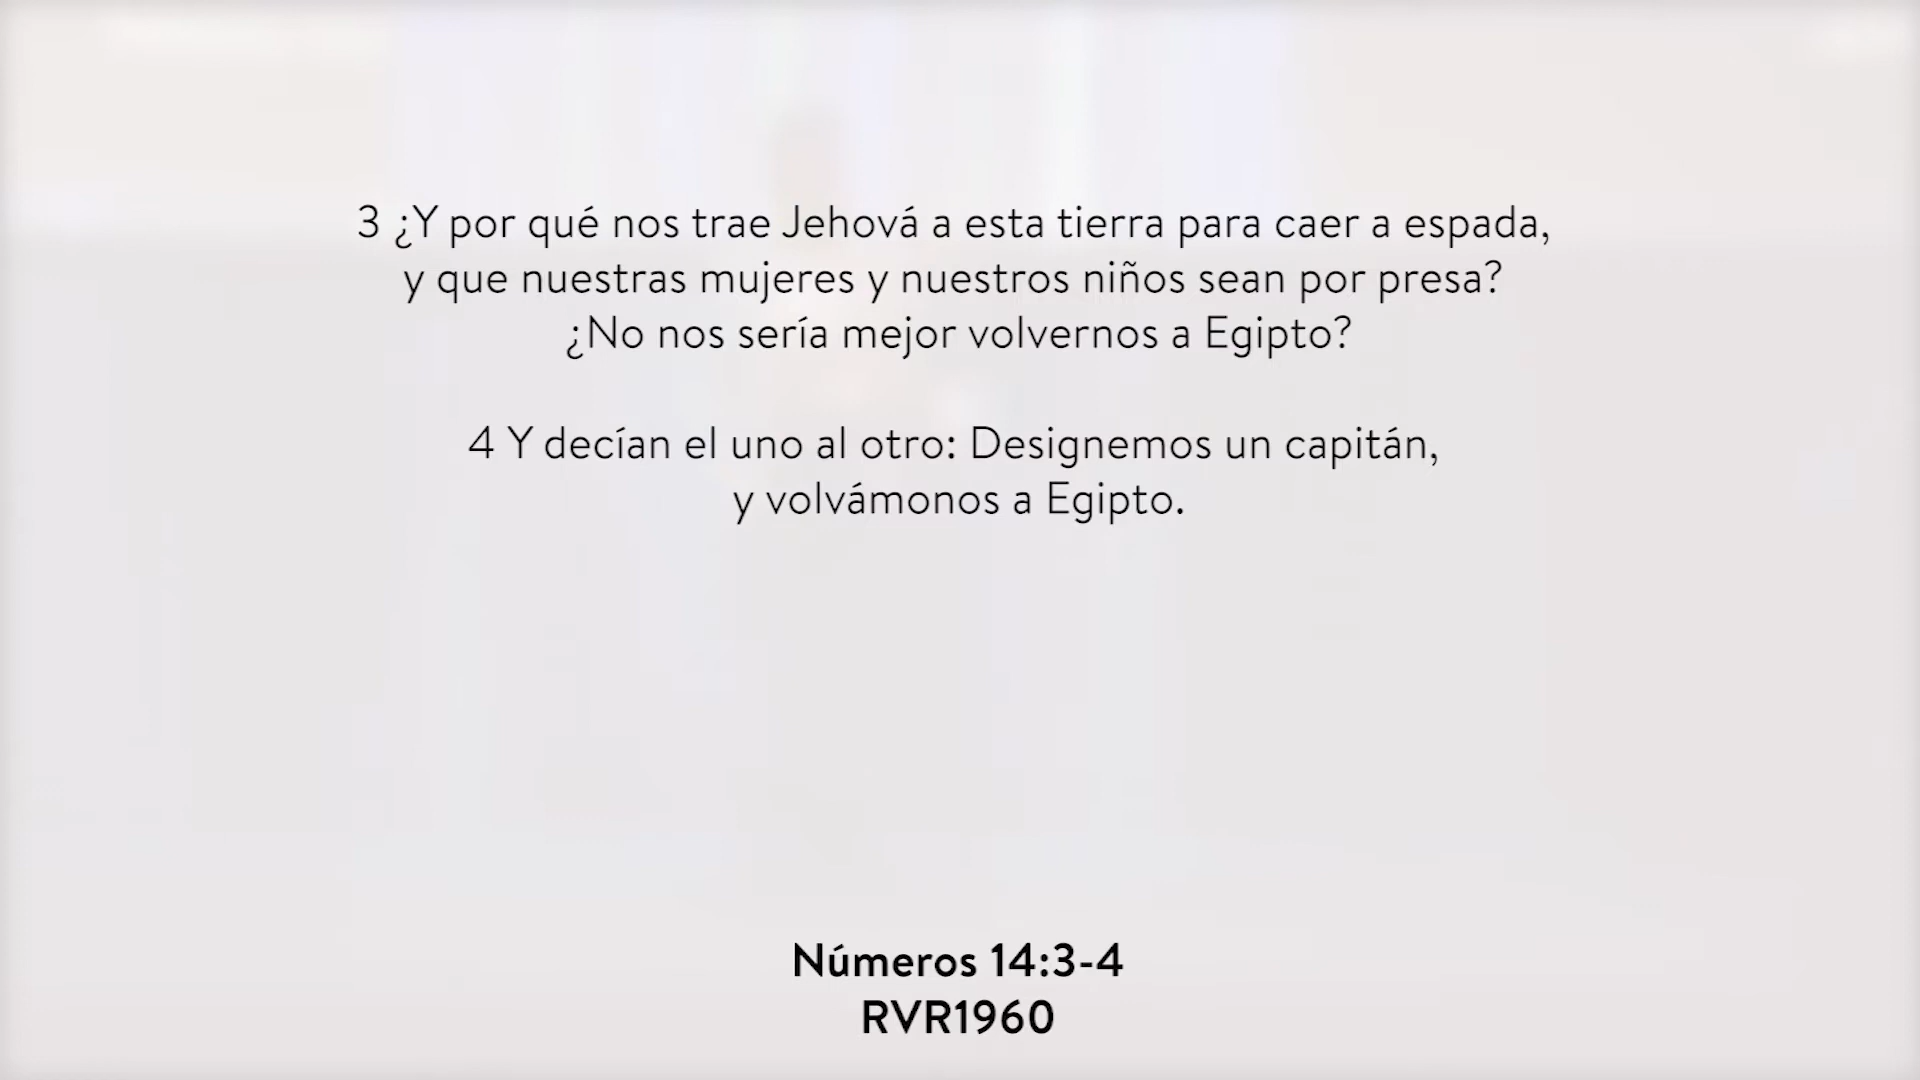 3 ¿Y por qué nos trae Jehová a esta tierra para caer a espada,
y que nuestras mujeres y nuestros niños sean por presa?
¿No nos sería mejor volvernos a Egipto?
4 Y decían el uno al otro: Designemos un capitán,
y volvámonos a Egipto.
Números 14:3-4
RVR1960